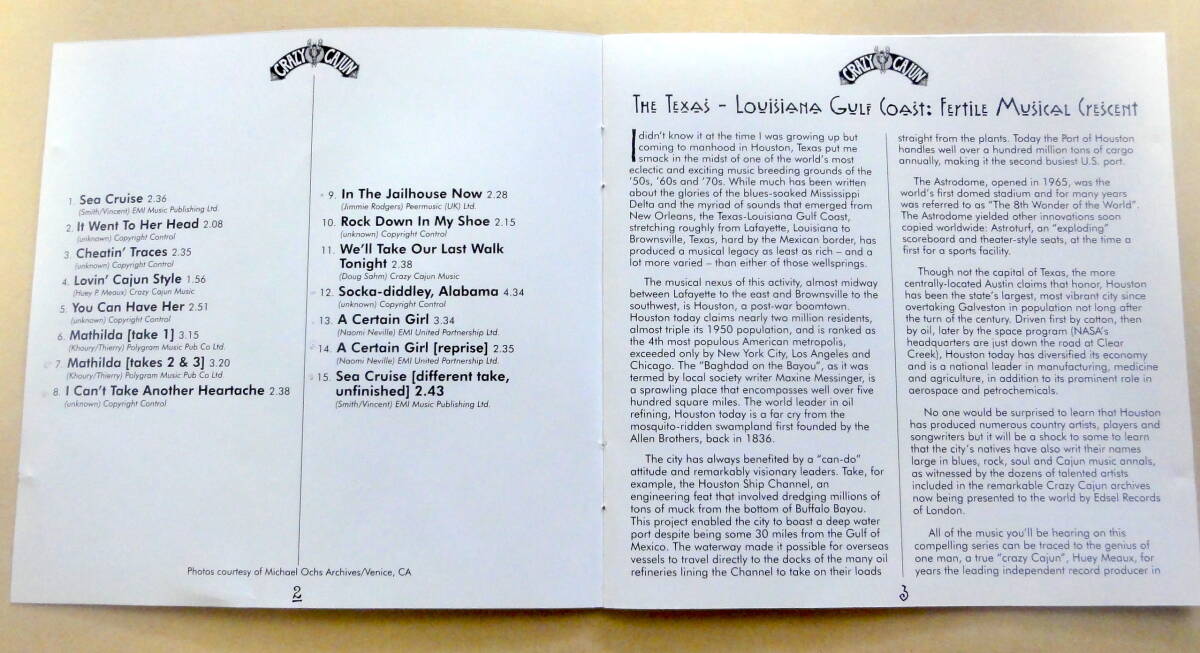 CRAZY CAJUN
1. Sea Cruise 2.36
(Smith/Vincent) EMI Music Publishing Ltd.
2. It Went To Her Head 2.08
(unknown) Copyright Control
3. Cheatin' Traces 2.35
(unknown) Copyright Control
4. Lovin' Cajun Style 1.56
(Huey P. Meaux) Crazy Cajun Music
5. You Can Have Her 2.51
(unknown) Copyright Control
6. Mathilda [take 1] 3.15
(Khoury/Thierry) Polygram Music Pub Co Ltd.
7. Mathilda [takes 2 & 3] 3.20
(Khoury/Thierry) Polygram Music Pub Co Ltd.
8. I Can't Take Another Heartache 2.38
(unknown) Copyright Control
9. In The Jailhouse Now 2.28
(Jimmie Rodgers) Peermusic (UK) Ltd.
10. Rock Down In My Shoe 2.15
(unknown) Copyright Control
11. We'll Take Our Last Walk
Tonight 2.38
(Doug Sahm) Crazy Cajun Music
12. Socka-diddley, Alabama 4.34
(unknown) Copyright Control
13. A Certain Girl 3.34
(Naomi Neville) EMI United Partnership Ltd.
14. A Certain Girl [reprise] 2.35
(Naomi Neville) EMI United Partnership Ltd.
15. Sea Cruise [different take,
unfinished] 2.43
(Smith/Vincent) EMI Music Publishing Ltd.
Photos courtesy of Michael Ochs Archives/Venice, CA
2
CRAZY CAJUN
The Texas - Louisiana Gulf Coast: Fertile Musical Crescent
I didn't know it at the time I was growing up but
coming to manhood in Houston, Texas put me
smack in the midst of one of the world's most
eclectic and exciting music breeding grounds of the
'50s, '60s and '70s. While much has been written
about the glories of the blues-soaked Mississippi
Delta and the myriad of sounds that emerged from
New Orleans, the Texas-Louisiana Gulf Coast,
stretching roughly from Lafayette, Louisiana to
Brownsville, Texas, hard by the Mexican border, has
produced a musical legacy as least as rich – and a
lot more varied – than either of those wellsprings.
The musical nexus of this activity, almost midway
between Lafayette to the east and Brownsville to the
southwest, is Houston, a post-war boomtown.
Houston today claims nearly two million residents,
almost triple its 1950 population, and is ranked as
the 4th most populous American metropolis,
exceeded only by New York City, Los Angeles and
Chicago. The "Baghdad on the Bayou", as it was
termed by local society writer Maxine Messinger, is
a sprawling place that encompasses well over five
hundred square miles. The world leader in oil
refining, Houston today is a far cry from the
mosquito-ridden swampland first founded by the
Allen Brothers, back in 1836.
The city has always benefited by a "can-do"
attitude and remarkably visionary leaders. Take, for
example, the Houston Ship Channel, an
engineering feat that involved dredging millions of
tons of muck from the bottom of Buffalo Bayou.
This project enabled the city to boast a deep water
port despite being some 30 miles from the Gulf of
Mexico. The waterway made it possible for overseas
vessels to travel directly to the docks of the many oil
refineries lining the Channel to take on their loads
straight from the plants. Today the Port of Houston
handles well over a hundred million tons of cargo
annually, making it the second busiest U.S. port.
The Astrodome, opened in 1965, was the
world's first domed stadium and for many years
was referred to as "The 8th Wonder of the World".
The Astrodome yielded other innovations soon
copied worldwide: Astroturf, an "exploding"
scoreboard and theater-style seats, at the time a
first for a sports facility.
Though not the capital of Texas, the more
centrally-located Austin claims that honor, Houston
has been the state's largest, most vibrant city since
overtaking Galveston in population not long after
the turn of the century. Driven first by cotton, then
by oil, later by the space program (NASA's
headquarters are just down the road at Clear
Creek), Houston today has diversified its economy
and is a national leader in manufacturing, medicine
and agriculture, in addition to its prominent role in
aerospace and petrochemicals.
No one would be surprised to learn that Houston
has produced numerous country artists, players and
songwriters but it will be a shock to some to learn
that the city's natives have also writ their names
large in blues, rock, soul and Cajun music annals,
as witnessed by the dozens of talented artists
included in the remarkable Crazy Cajun archives
now being presented to the world by Edsel Records
of London.
All of the music you'll be hearing on this
compelling series can be traced to the genius of
one man, a true "crazy Cajun", Huey Meaux, for
years the leading independent record producer in
3